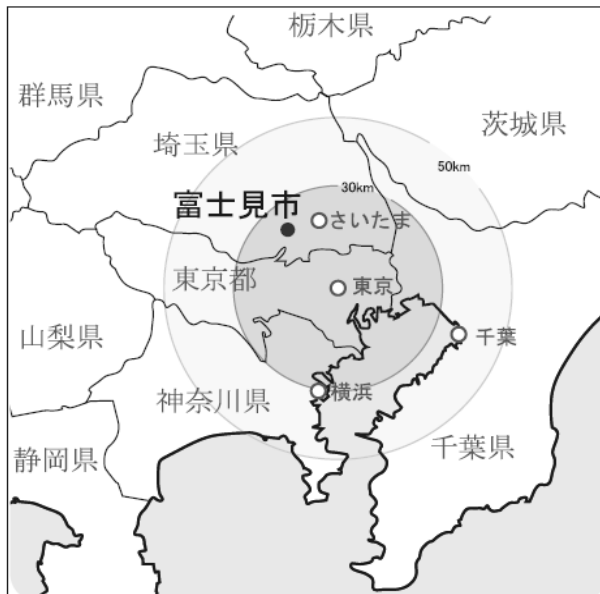 栃木県
群馬県
茨城県
埼玉県
50km
30km
富士見市
さいたま
東京都
東京
山梨県
千葉
神奈川県
横浜
千葉県
静岡県